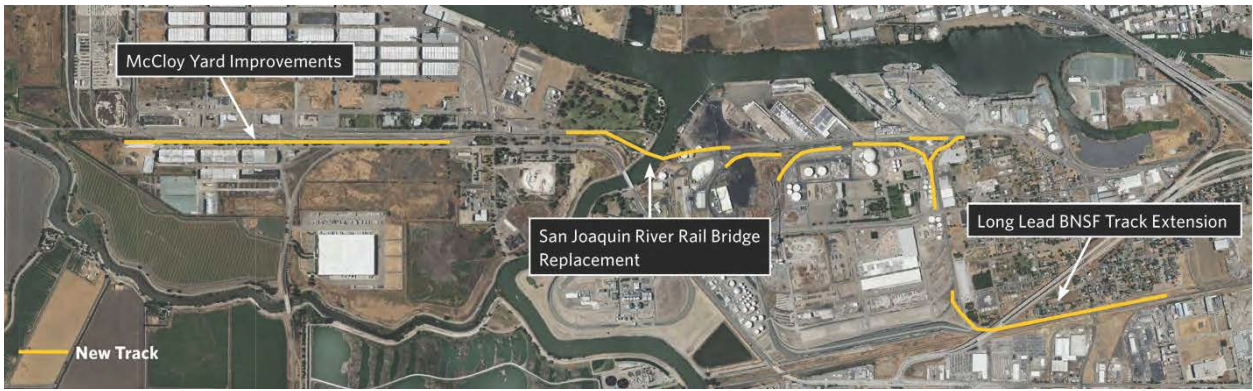 McCloy Yard Improvements
San Joaquin River Rail Bridge
Replacement
Long Lead BNSF Track Extension
New Track